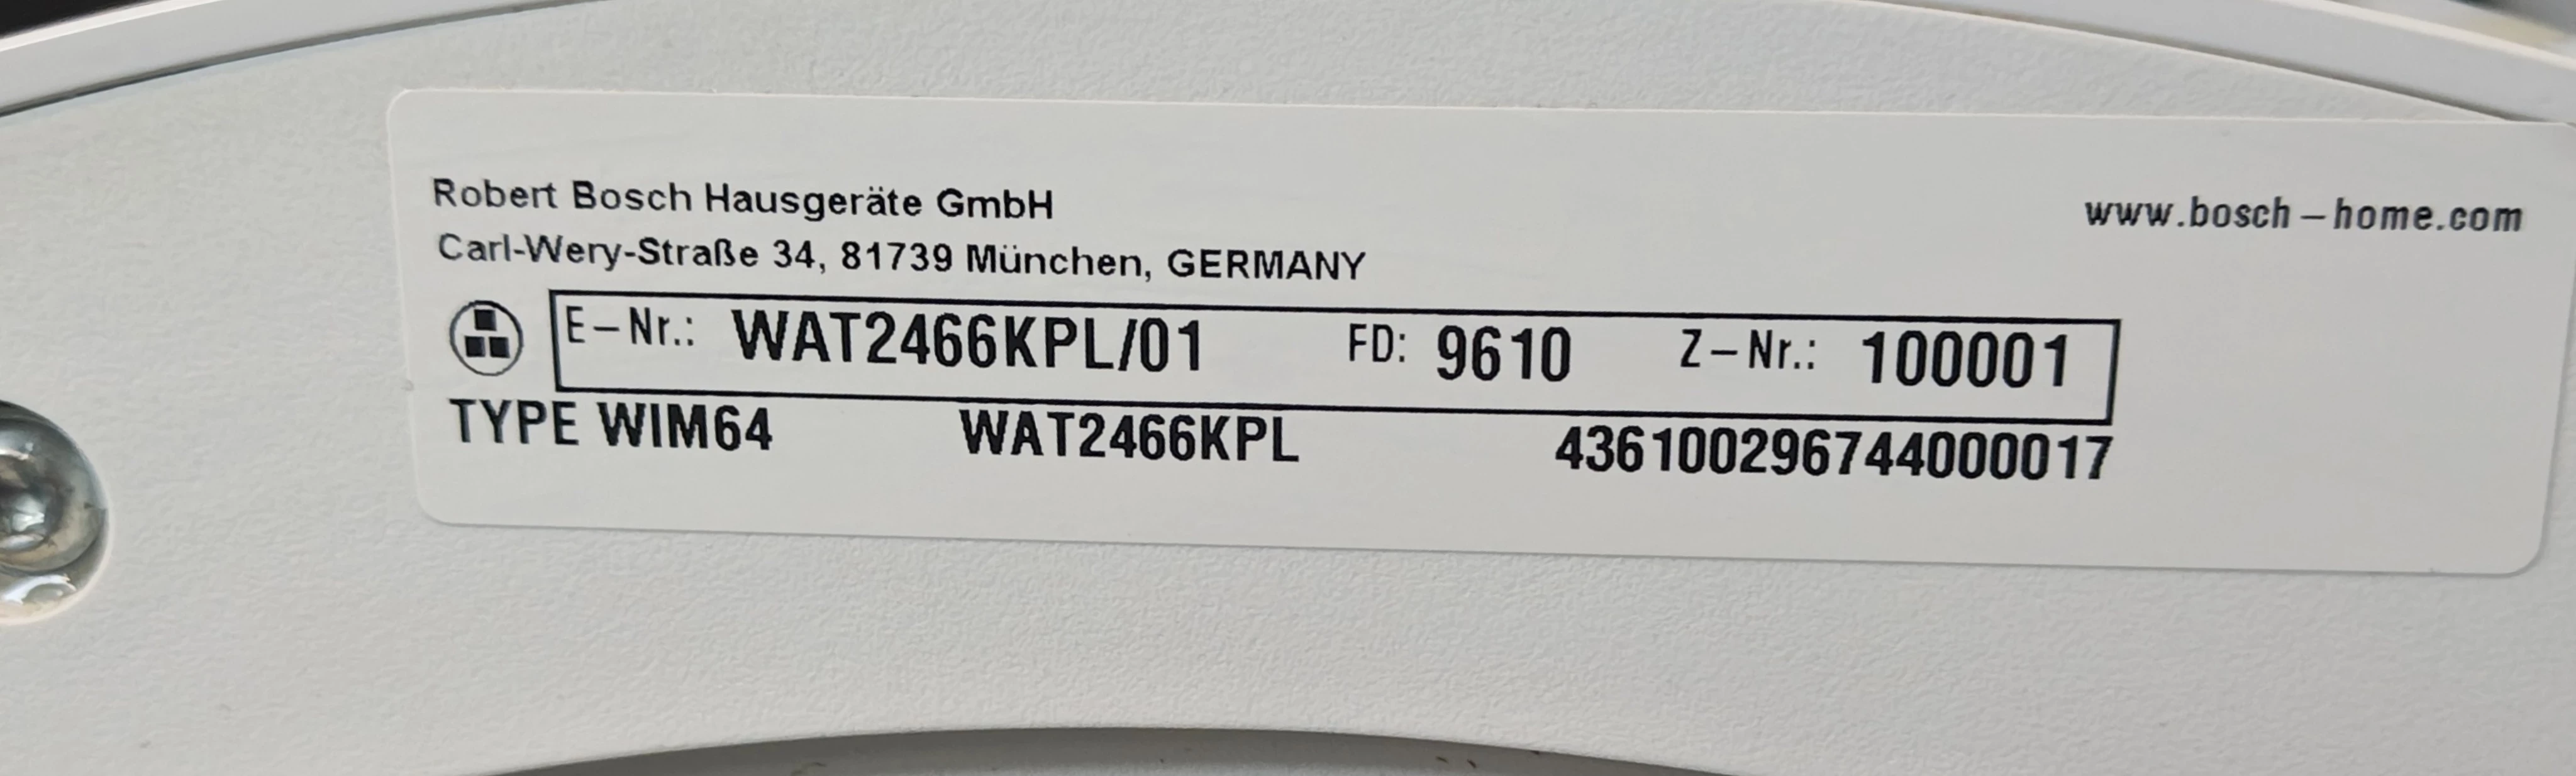 Robert Bosch Hausgeräte GmbH
www.bosch-home.com
Carl-Wery-Straße 34, 81739 München, GERMANY
E-Nr.: WAT2466KPL/01 FD: 9610 Z-Nr.: 100001
TYPE WIM64 WAT2466KPL 436100296744000017